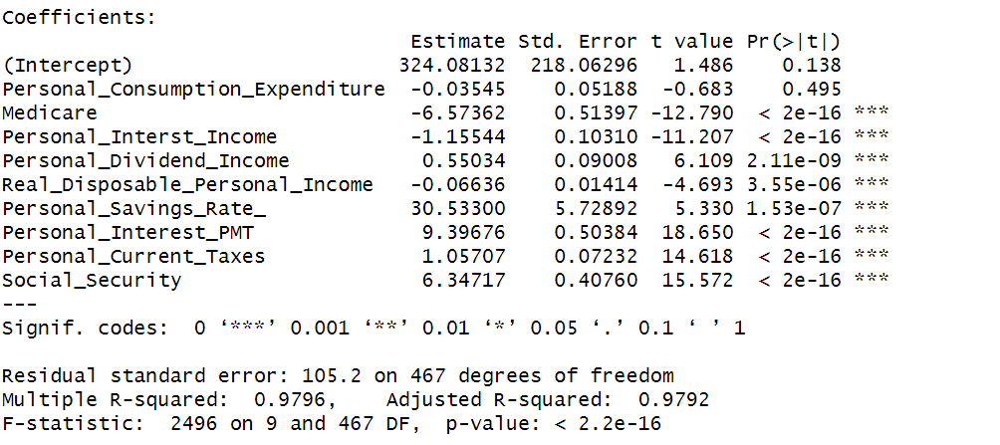 Coefficients:
Estimate Std. Error t value Pr(>|t|)
(Intercept) 324.08132 218.06296 1.486 0.138
Personal_Consumption_Expenditure -0.03545 0.05188 -0.683 0.495
Medicare -6.57362 0.51397 -12.790 < 2e-16 ***
Personal_Interst_Income -1.15544 0.10310 -11.207 < 2e-16 ***
Personal_Dividend_Income 0.55034 0.09008 6.109 2.11e-09 ***
Real_Disposable_Personal_Income -0.06636 0.01414 -4.693 3.55e-06 ***
Personal_Savings_Rate_ 30.53300 5.72892 5.330 1.53e-07 ***
Personal_Interest_PMT 9.39676 0.50384 18.650 < 2e-16 ***
Personal_Current_Taxes 1.05707 0.07232 14.618 < 2e-16 ***
Social_Security 6.34717 0.40760 15.572 < 2e-16 ***
---
Signif. codes: 0 ‘***’ 0.001 ‘**’ 0.01 ‘*’ 0.05 ‘.’ 0.1 ‘ ’ 1
Residual standard error: 105.2 on 467 degrees of freedom
Multiple R-squared: 0.9796, Adjusted R-squared: 0.9792
F-statistic: 2496 on 9 and 467 DF, p-value: < 2.2e-16